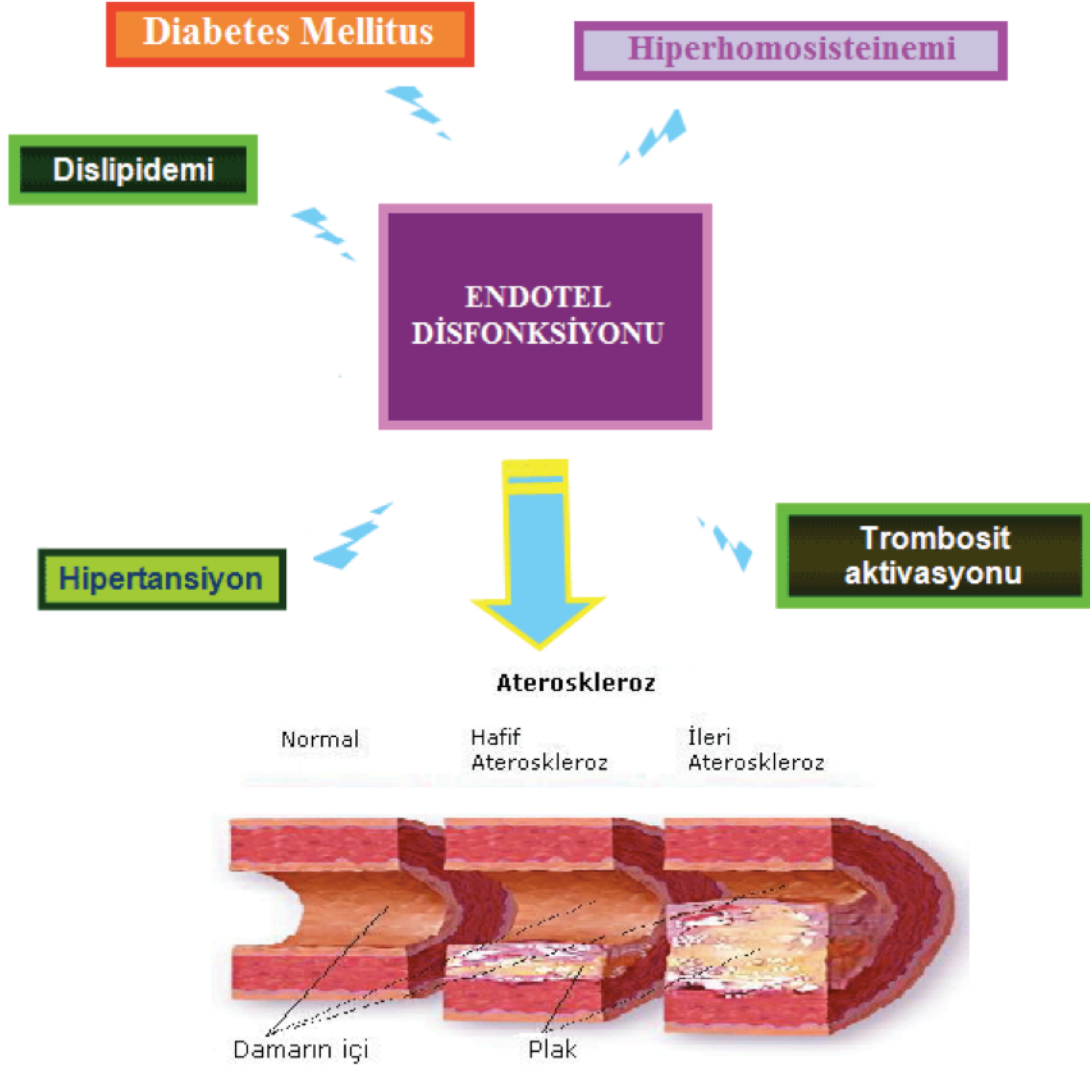 Diabetes Mellitus
Hiperhomosisteinemi
Dislipidemi
ENDOTEL
DİSFONKSİYONU
Hipertansiyon
Trombosit
aktivasyonu
Ateroskleroz
Normal
Hafif
Ateroskleroz
İleri
Ateroskleroz
Damarın içi
Plak